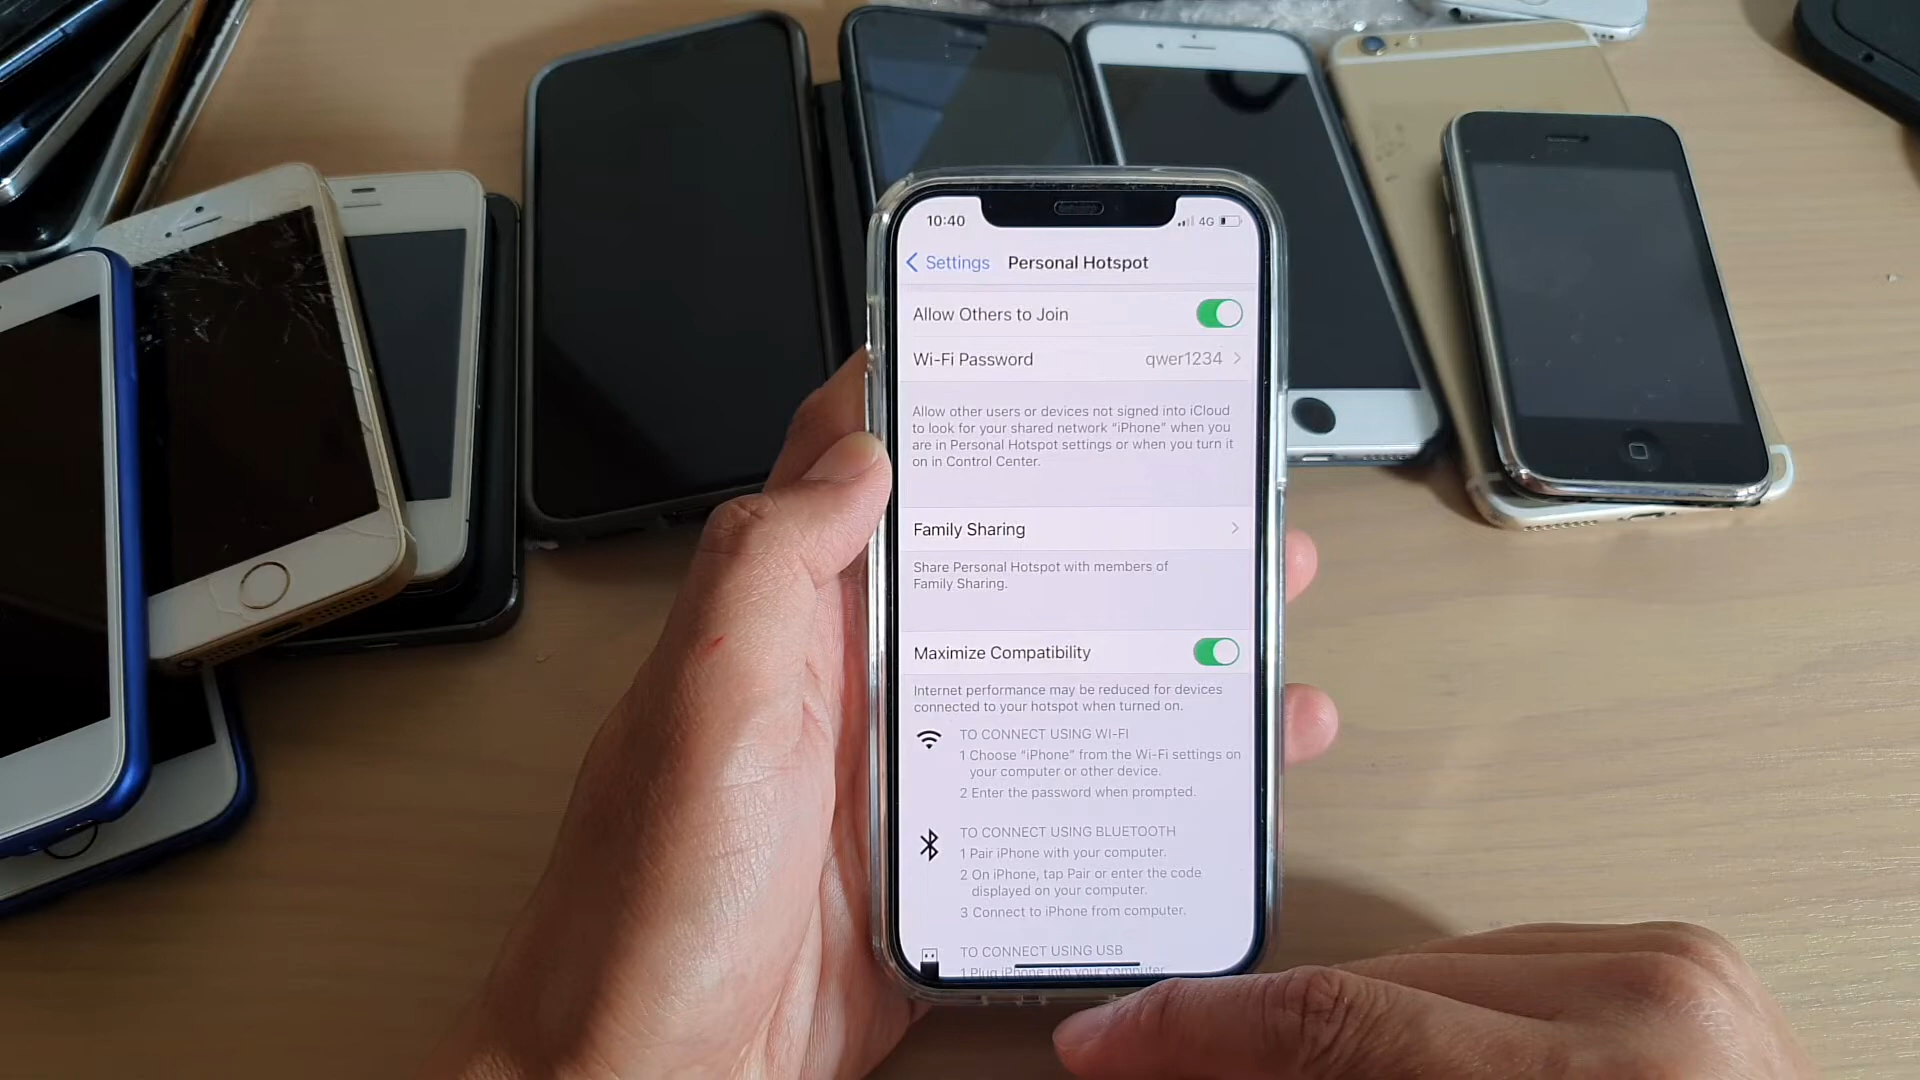 10:40 4G
Settings Personal Hotspot
Allow Others to Join
Wi-Fi Password qwer1234
Allow other users or devices not signed into iCloud
to look for your shared network “iPhone” when you
are in Personal Hotspot settings or when you turn it
on in Control Center.
Family Sharing
Share Personal Hotspot with members of
Family Sharing.
Maximize Compatibility
Internet performance may be reduced for devices
connected to your hotspot when turned on.
TO CONNECT USING WI-FI
1 Choose “iPhone” from the Wi-Fi settings on
your computer or other device.
2 Enter the password when prompted.
TO CONNECT USING BLUETOOTH
1 Pair iPhone with your computer.
2 On iPhone, tap Pair or enter the code
displayed on your computer.
3 Connect to iPhone from computer.
TO CONNECT USING USB
1 Plug iPhone into your computer